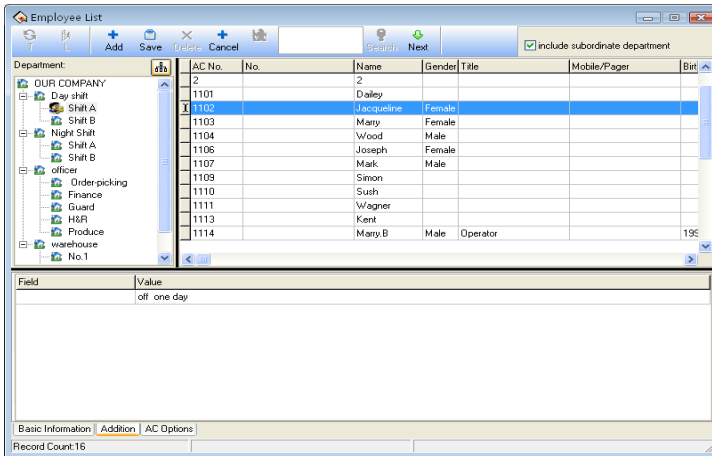 Employee List
T L Add Save Delete Cancel Search Next
include subordinate department
Department:
OUR COMPANY
Day shift
Shift A
Shift B
Night Shift
Shift A
Shift B
officer
Order-picking
Finance
Guard
H&R
Produce
warehouse
No.1
AC No. No. Name Gender Title Mobile/Pager Birt
2 2
1101 Dailey
1102 Jacqueline Female
1103 Marry Female
1104 Wood Male
1106 Joseph Female
1107 Mark Male
1109 Simon
1110 Sush
1111 Wagner
1113 Kent
1114 Marry.B Male Operator 199
Field Value
off one day
Basic Information Addition AC Options
Record Count:16